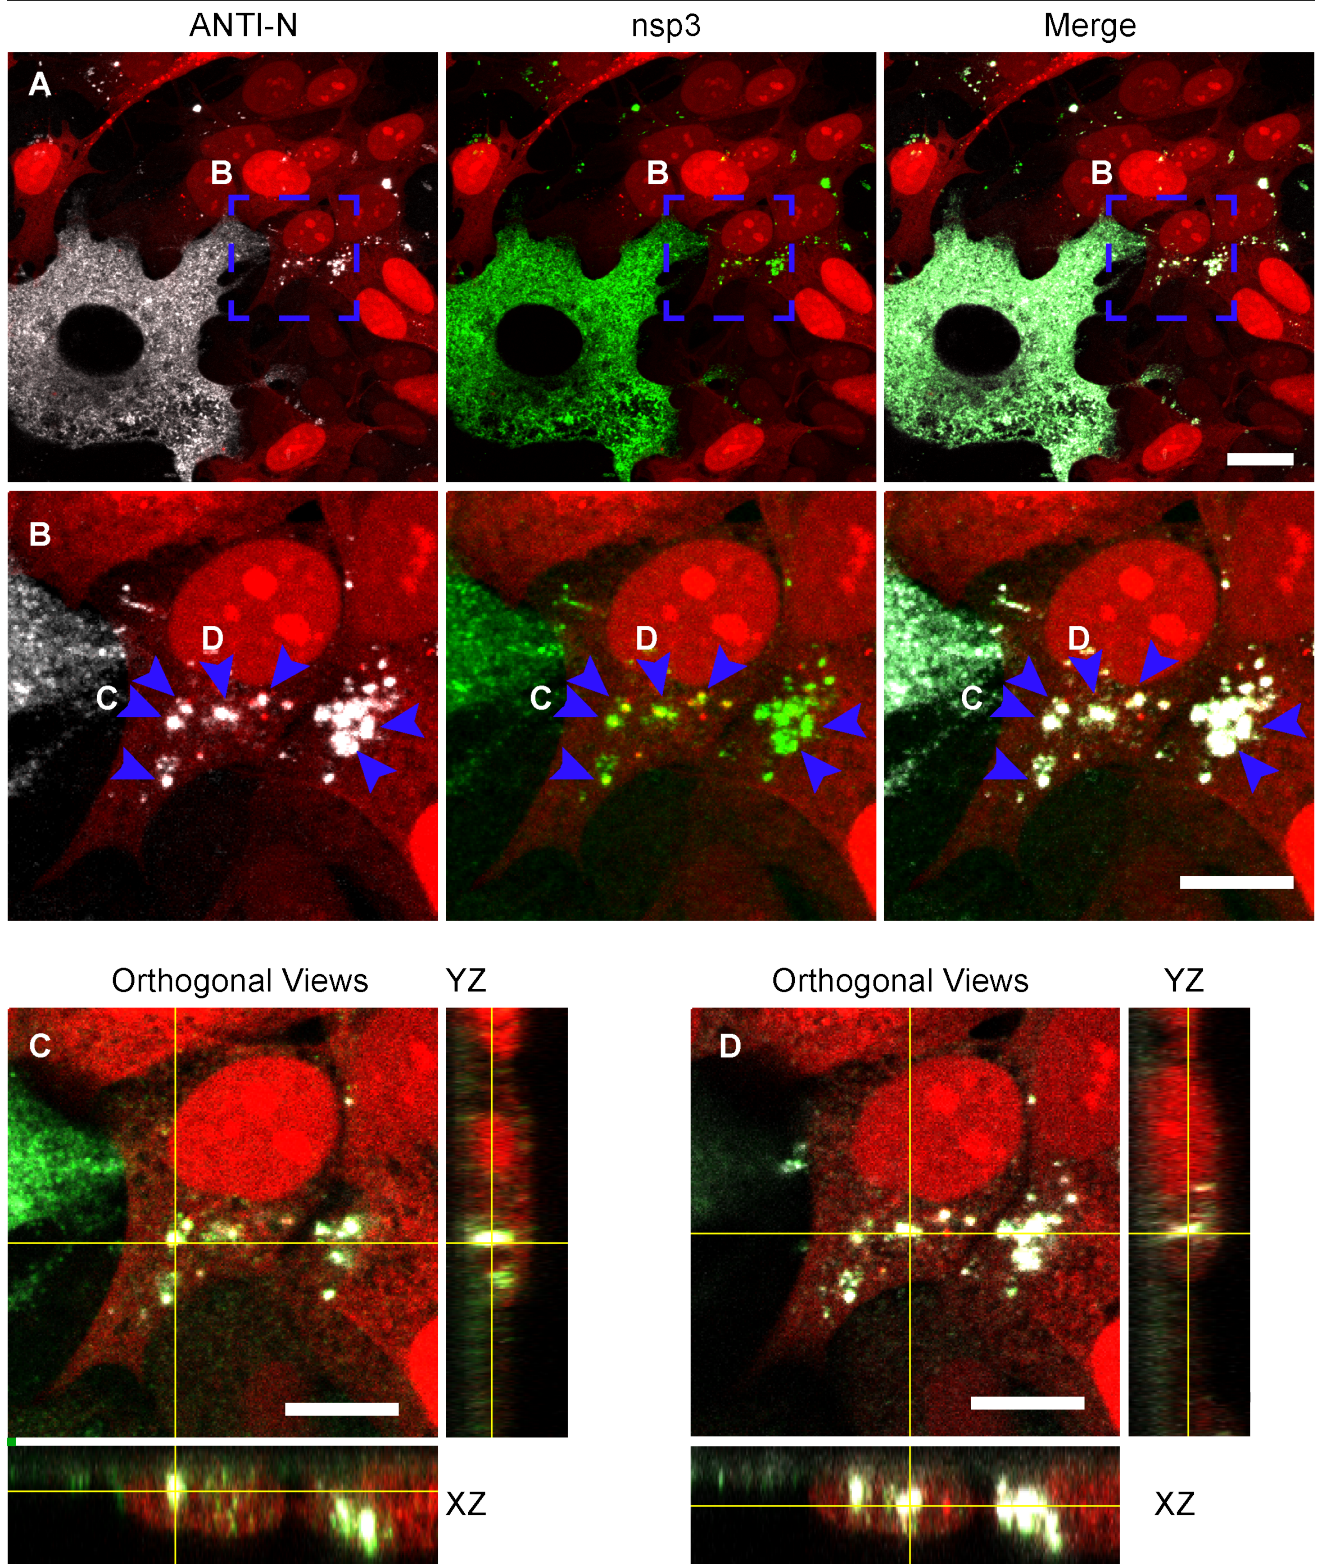 ANTI-N nsp3 Merge
A
B B B
B
D D D
C C C
Orthogonal Views YZ Orthogonal Views YZ
C D
XZ XZ